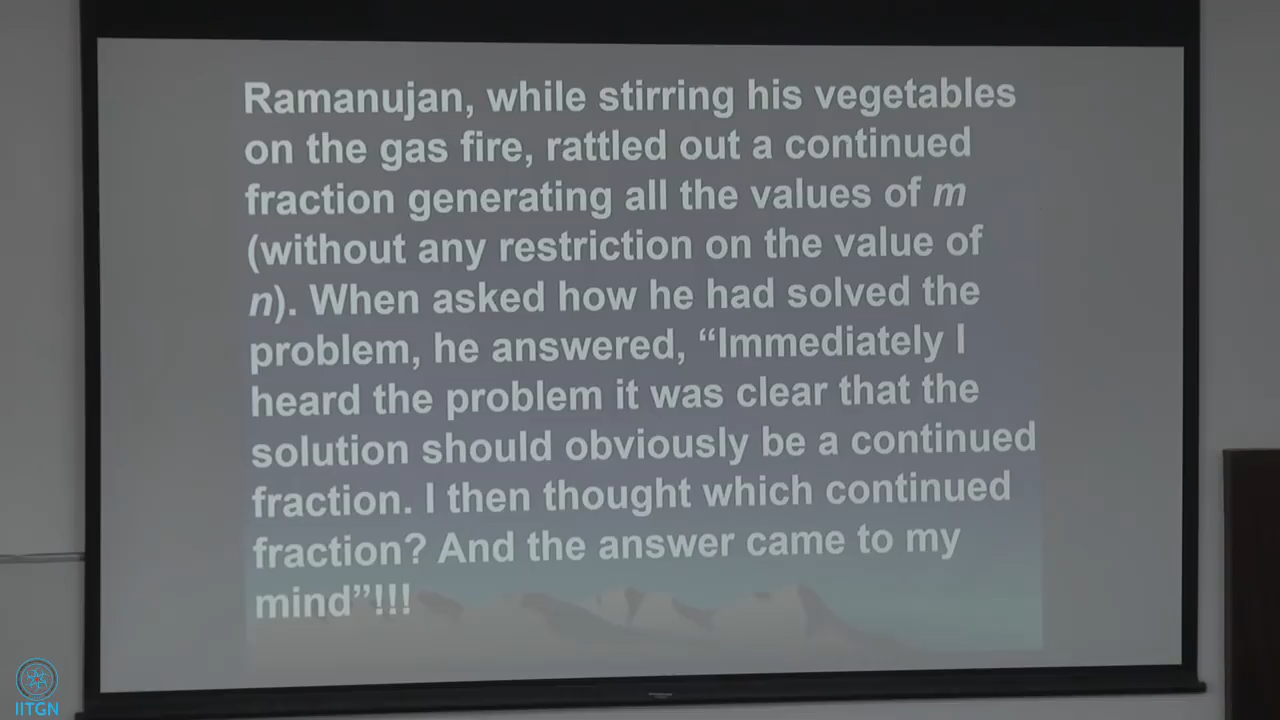 Ramanujan, while stirring his vegetables
on the gas fire, rattled out a continued
fraction generating all the values of m
(without any restriction on the value of
n). When asked how he had solved the
problem, he answered, “Immediately I
heard the problem it was clear that the
solution should obviously be a continued
fraction. I then thought which continued
fraction? And the answer came to my
mind”!!!
IITGN